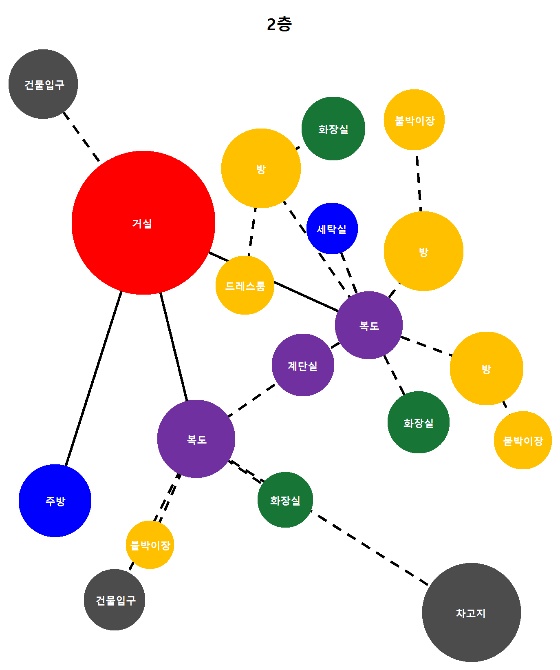 2층
건물입구
붙박이장
화장실
방
거실
세탁실
방
드레스룸
복도
계단실
방
화장실
복도
붙박이장
주방
화장실
붙박이장
건물입구
차고지